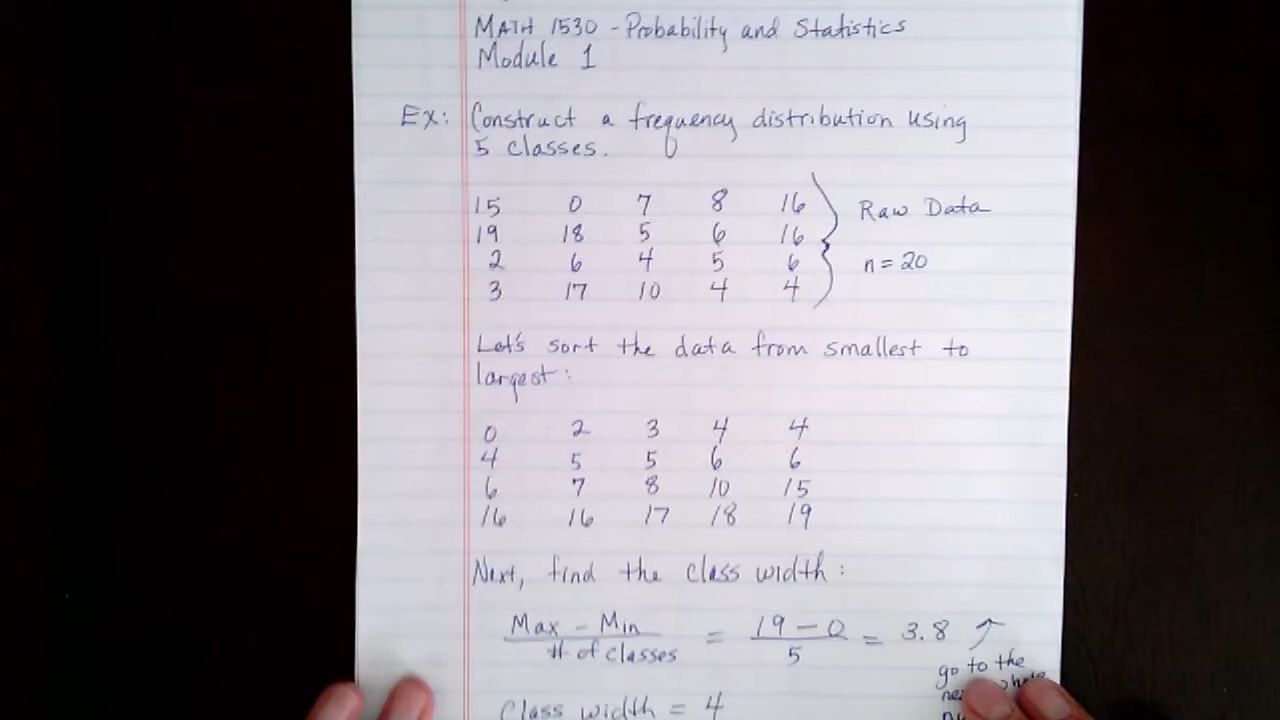 MATH 1530 - Probability and Statistics
Module 1
Ex: Construct a frequency distribution using
5 classes.
15 0 7 8 16
19 18 5 6 16
2 6 4 5 6
3 17 10 4 4
Raw Data
n = 20
Let's sort the data from smallest to
largest:
0 2 3 4 4
4 5 5 6 6
6 7 8 10 15
16 16 17 18 19
Next, find the class width:
Max - Min / # of classes = 19 - 0 / 5 = 3.8 ↗
go to the
Class width = 4